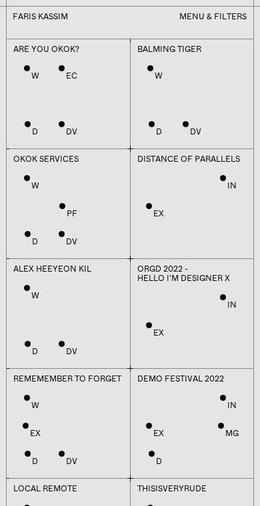 FARIS KASSIM
MENU & FILTERS
ARE YOU OKOK?
W
EC
D
DV
BALMING TIGER
W
D
DV
OKOK SERVICES
W
PF
D
DV
DISTANCE OF PARALLELS
IN
EX
ALEX HEEYEON KIL
W
D
DV
ORGD 2022 -
HELLO I'M DESIGNER X
IN
EX
REMEMEMBER TO FORGET
W
EX
D
DV
DEMO FESTIVAL 2022
IN
EX
MG
D
LOCAL REMOTE
THISISVERYRUDE